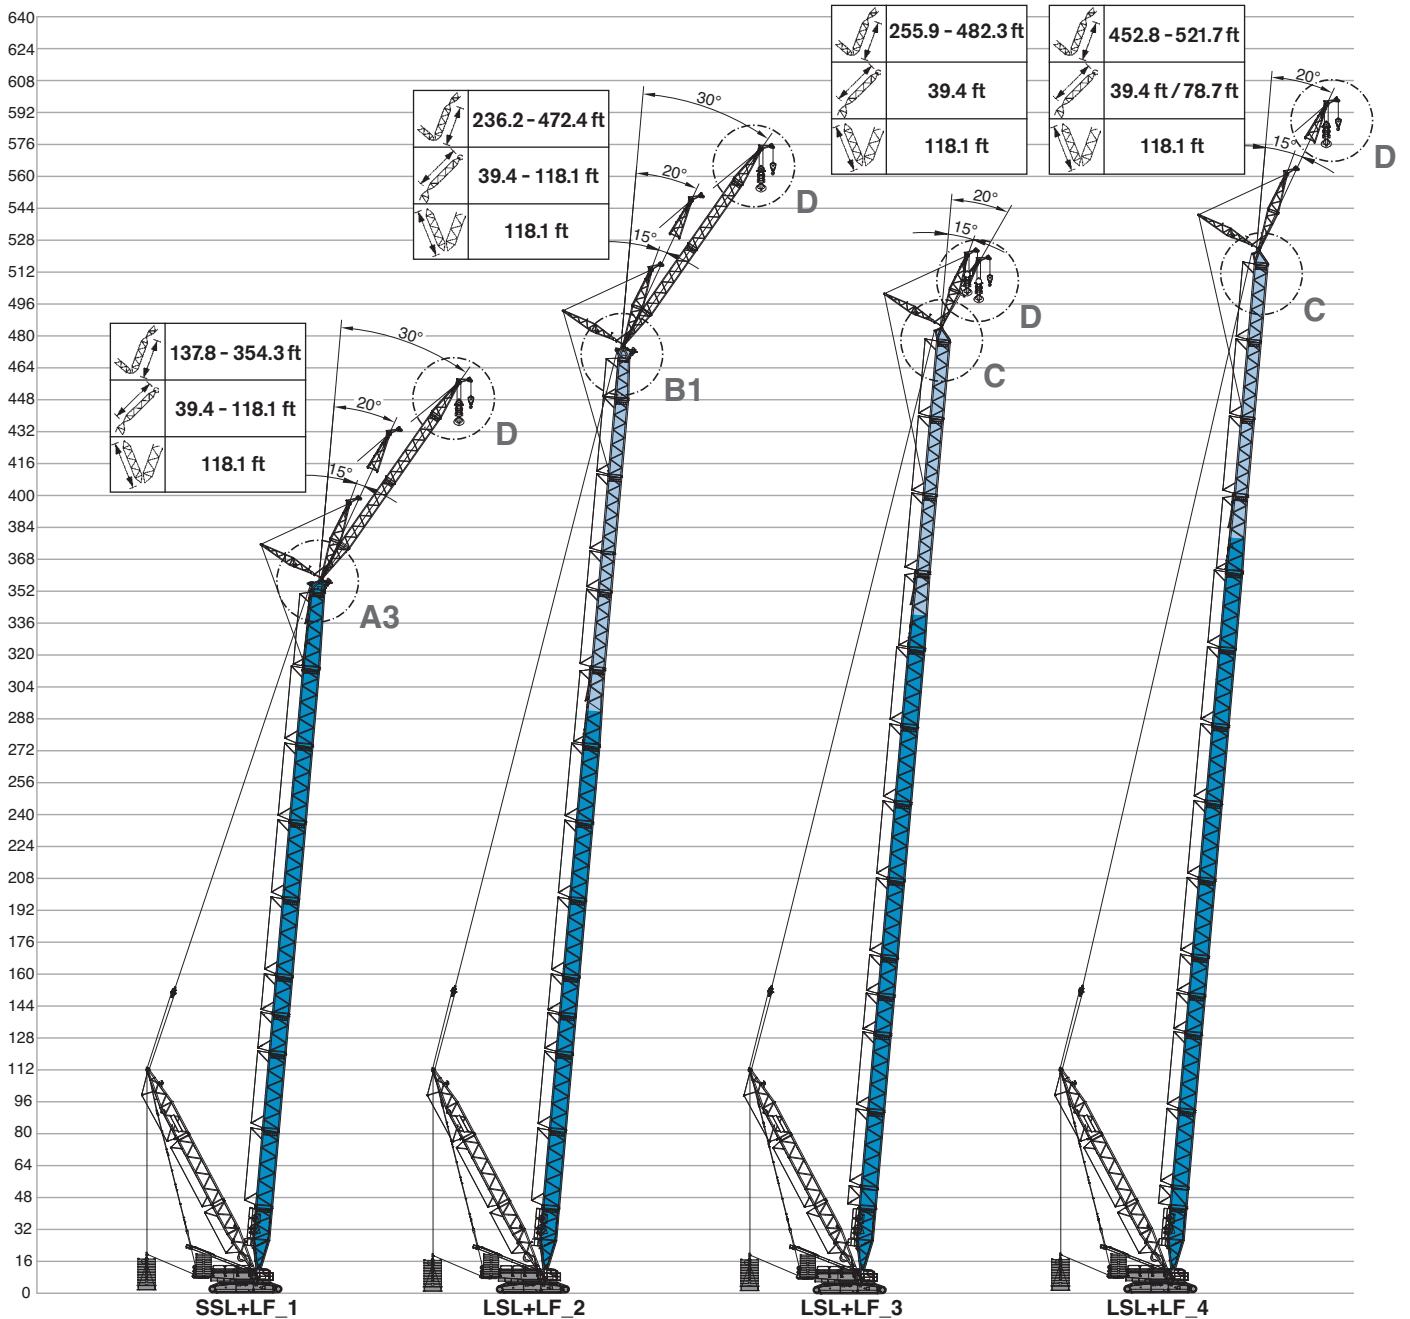 640
624
608
592
576
560
544
528
512
496
480
464
448
432
416
400
384
368
352
336
320
304
288
272
256
240
224
208
192
176
160
144
128
112
96
80
64
48
32
16
0
137.8 - 354.3 ft
39.4 - 118.1 ft
118.1 ft
30°
20°
15°
D
A3
236.2 - 472.4 ft
39.4 - 118.1 ft
118.1 ft
30°
20°
15°
D
B1
255.9 - 482.3 ft
39.4 ft
118.1 ft
20°
15°
D
C
452.8 - 521.7 ft
39.4 ft / 78.7 ft
118.1 ft
20°
15°
D
C
SSL+LF_1
LSL+LF_2
LSL+LF_3
LSL+LF_4